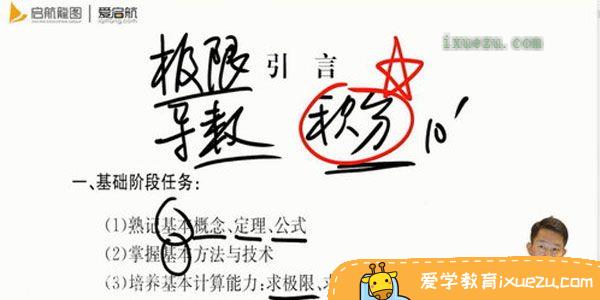 启航龍图 爱启航
iqihang.com
ixuezu.com
极限 引言
导数 积分 10'
一、基础阶段任务:
(1)熟记基本概念、定理、公式
(2)掌握基本方法与技术
(3)培养基本计算能力:求极限、
爱学教育ixuezu.com